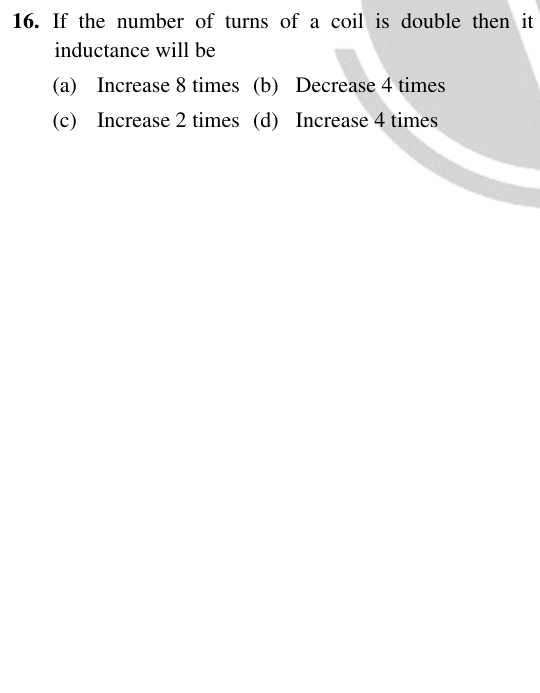 16. If the number of turns of a coil is double then it
inductance will be
(a) Increase 8 times (b) Decrease 4 times
(c) Increase 2 times (d) Increase 4 times